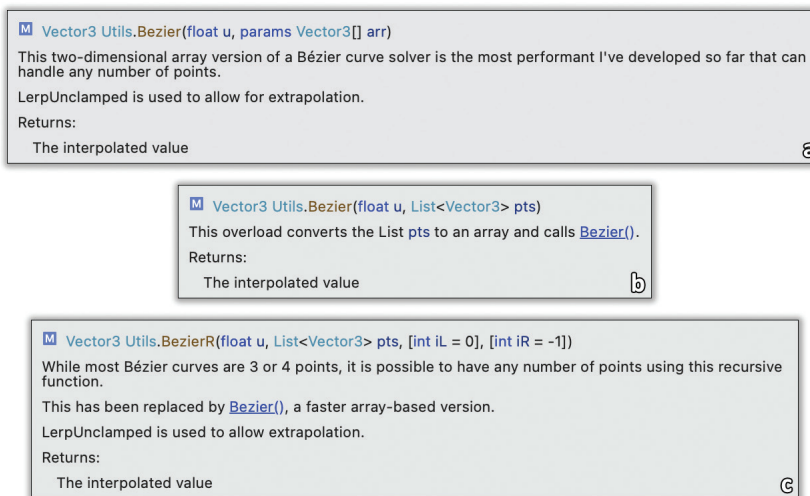 M Vector3 Utils.Bezier(float u, params Vector3[] arr)
This two-dimensional array version of a Bézier curve solver is the most performant I've developed so far that can
handle any number of points.
LerpUnclamped is used to allow for extrapolation.
Returns:
The interpolated value
a
M Vector3 Utils.Bezier(float u, List<Vector3> pts)
This overload converts the List pts to an array and calls Bezier().
Returns:
The interpolated value
b
M Vector3 Utils.BezierR(float u, List<Vector3> pts, [int iL = 0], [int iR = -1])
While most Bézier curves are 3 or 4 points, it is possible to have any number of points using this recursive
function.
This has been replaced by Bezier(), a faster array-based version.
LerpUnclamped is used to allow extrapolation.
Returns:
The interpolated value
c